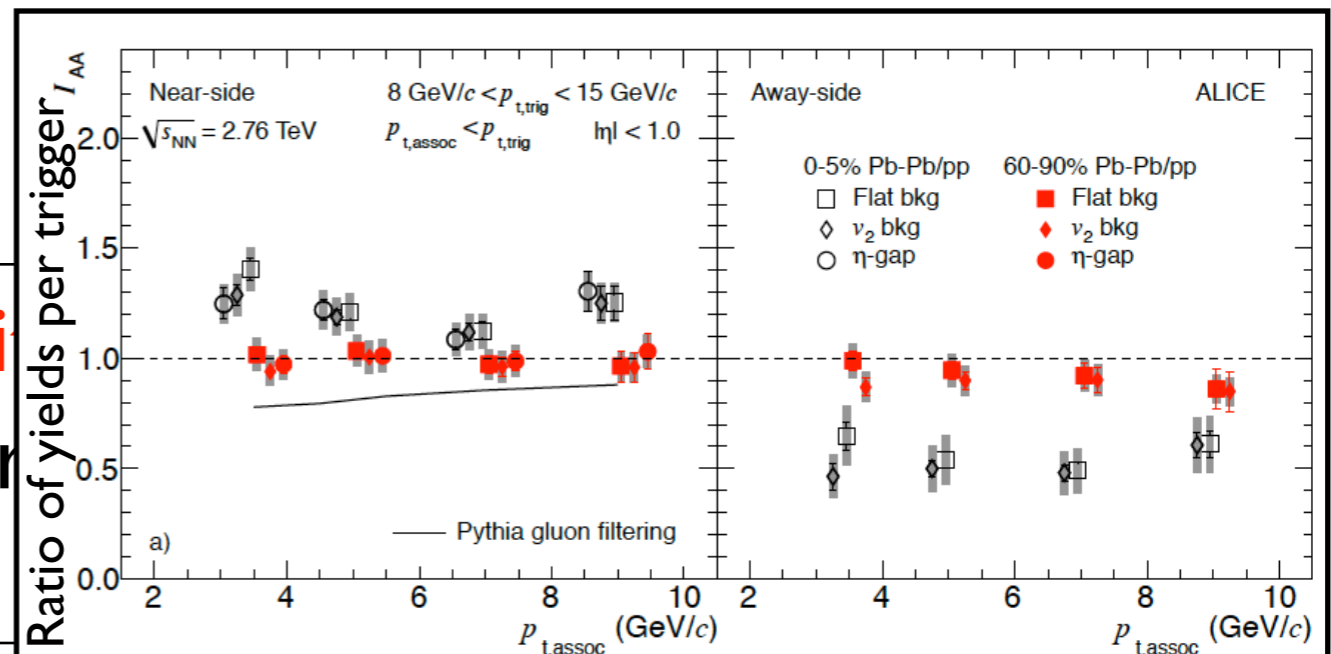 Ratio of yields per trigger I_AA
Near-side
8 GeV/c < p_t,trig < 15 GeV/c
√s_NN = 2.76 TeV
p_t,assoc < p_t,trig
|η| < 1.0
2.0
1.5
1.0
0.5
0.0
a)
Pythia gluon filtering
2 4 6 8 10
p_t,assoc (GeV/c)
Away-side
ALICE
0-5% Pb-Pb/pp
Flat bkg
v_2 bkg
η-gap
60-90% Pb-Pb/pp
Flat bkg
v_2 bkg
η-gap
2 4 6 8 10
p_t,assoc (GeV/c)